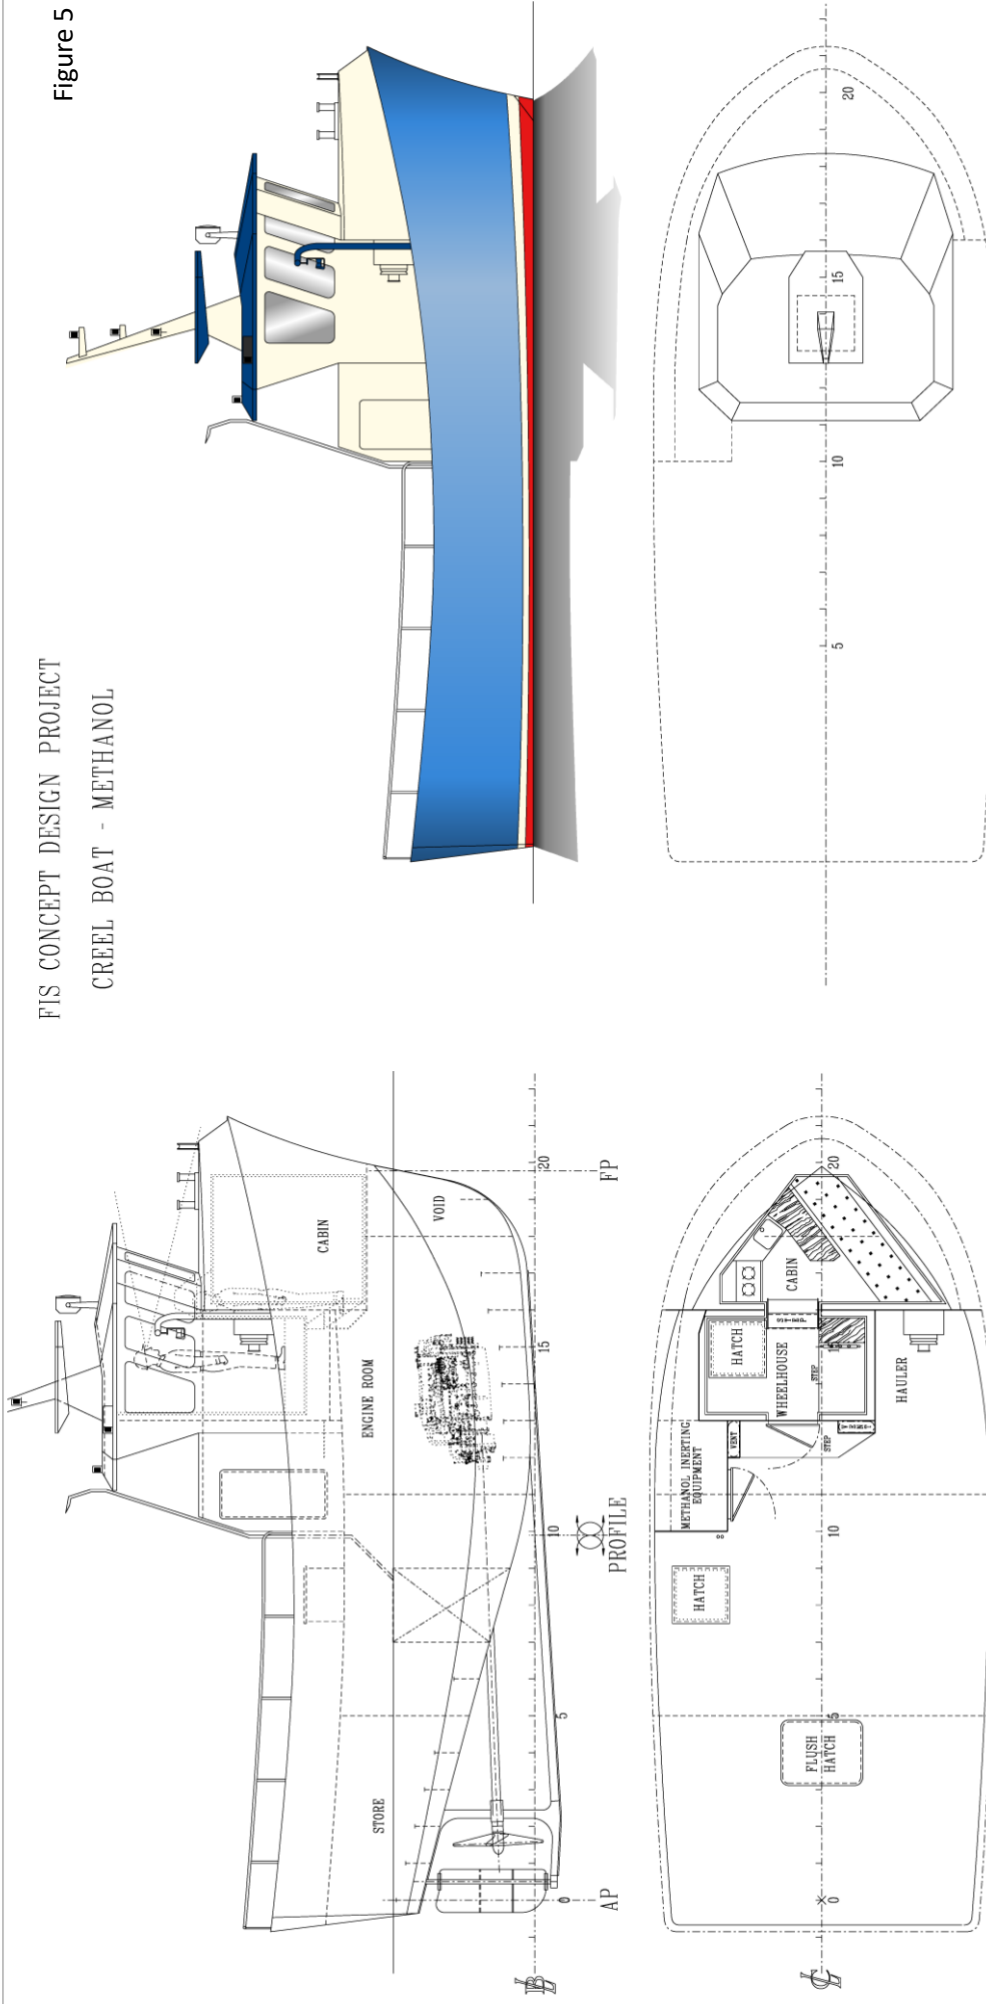 Figure 5
FIS CONCEPT DESIGN PROJECT
CREEL BOAT - METHANOL
CABIN
VOID
ENGINE ROOM
STORE
0
5
10
15
20
AP
FP
PROFILE
20
15
10
5
CABIN
HATCH
WHEELHOUSE
STEP
STEP
HAULER
VENT
STEP
METHANOL INERTING
EQUIPMENT
HATCH
FLUSH
HATCH
0
5
10
20